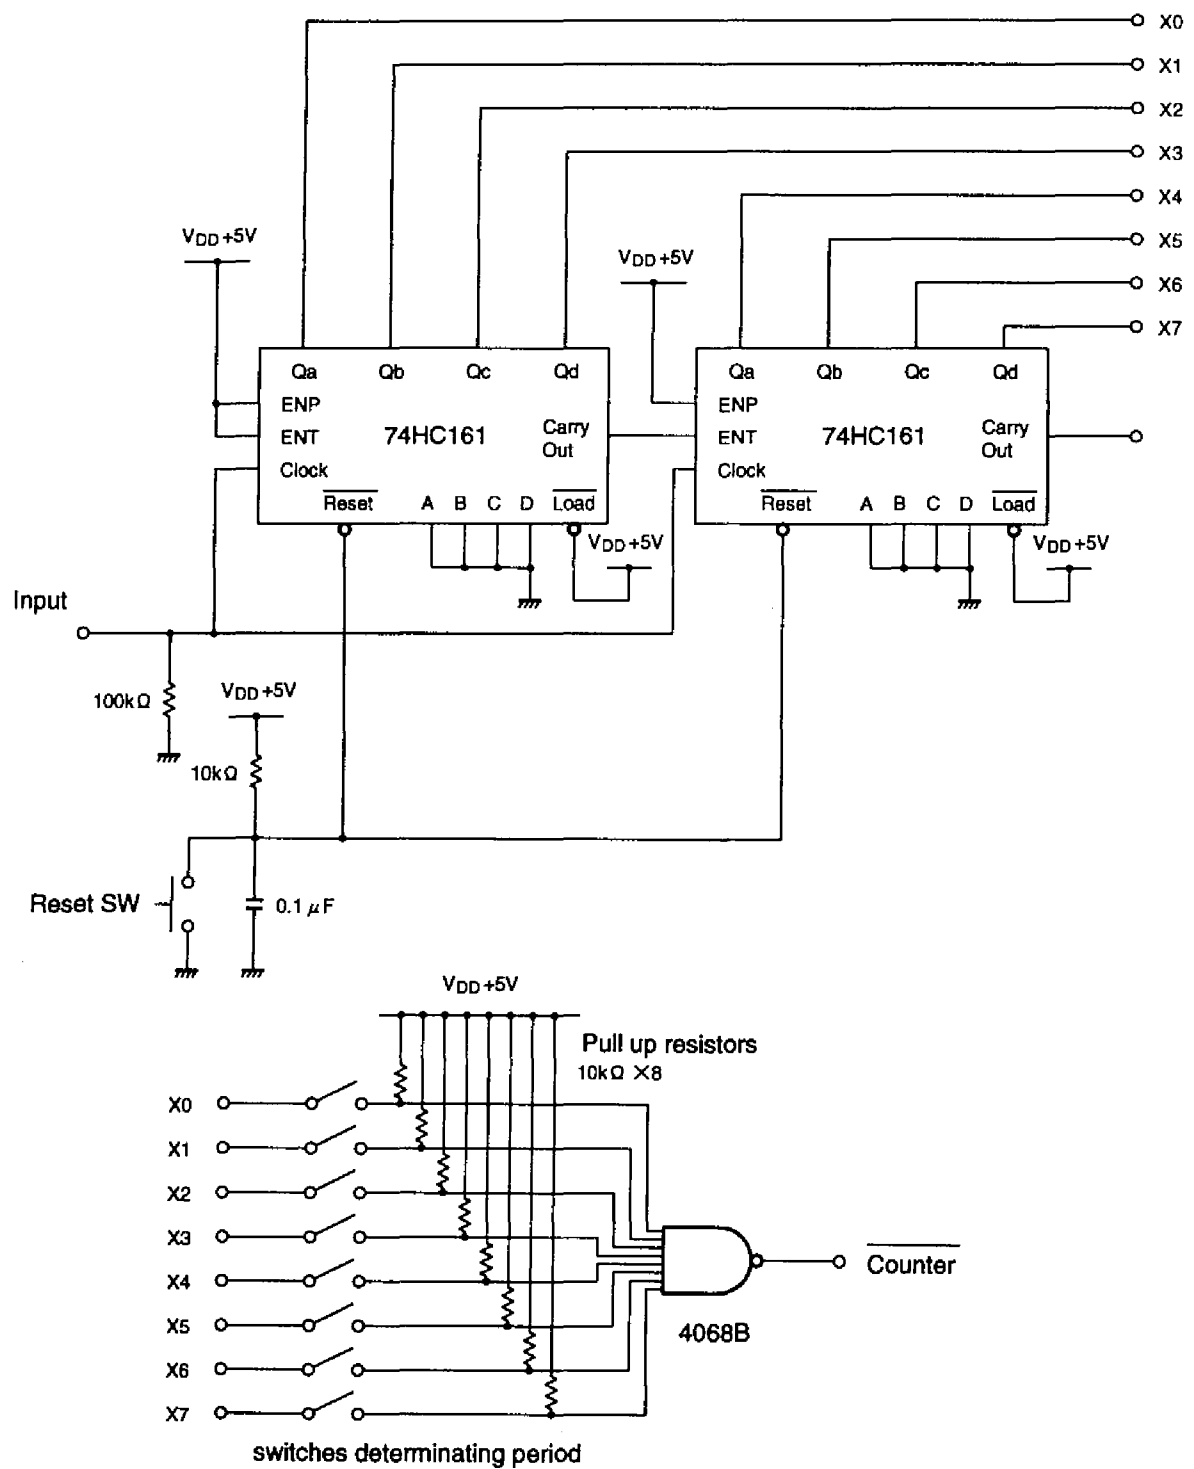 X0
X1
X2
X3
X4
X5
X6
X7
VDD +5V
VDD +5V
Qa Qb Qc Qd
ENP
ENT 74HC161 Carry Out
Clock
Reset A B C D Load
VDD +5V
Qa Qb Qc Qd
ENP
ENT 74HC161 Carry Out
Clock
Reset A B C D Load
VDD +5V
Input
100kΩ
VDD +5V
10kΩ
Reset SW
0.1 μF
VDD +5V
Pull up resistors
10kΩ ×8
X0
X1
X2
X3
X4
X5
X6
X7
Counter
4068B
switches determinating period